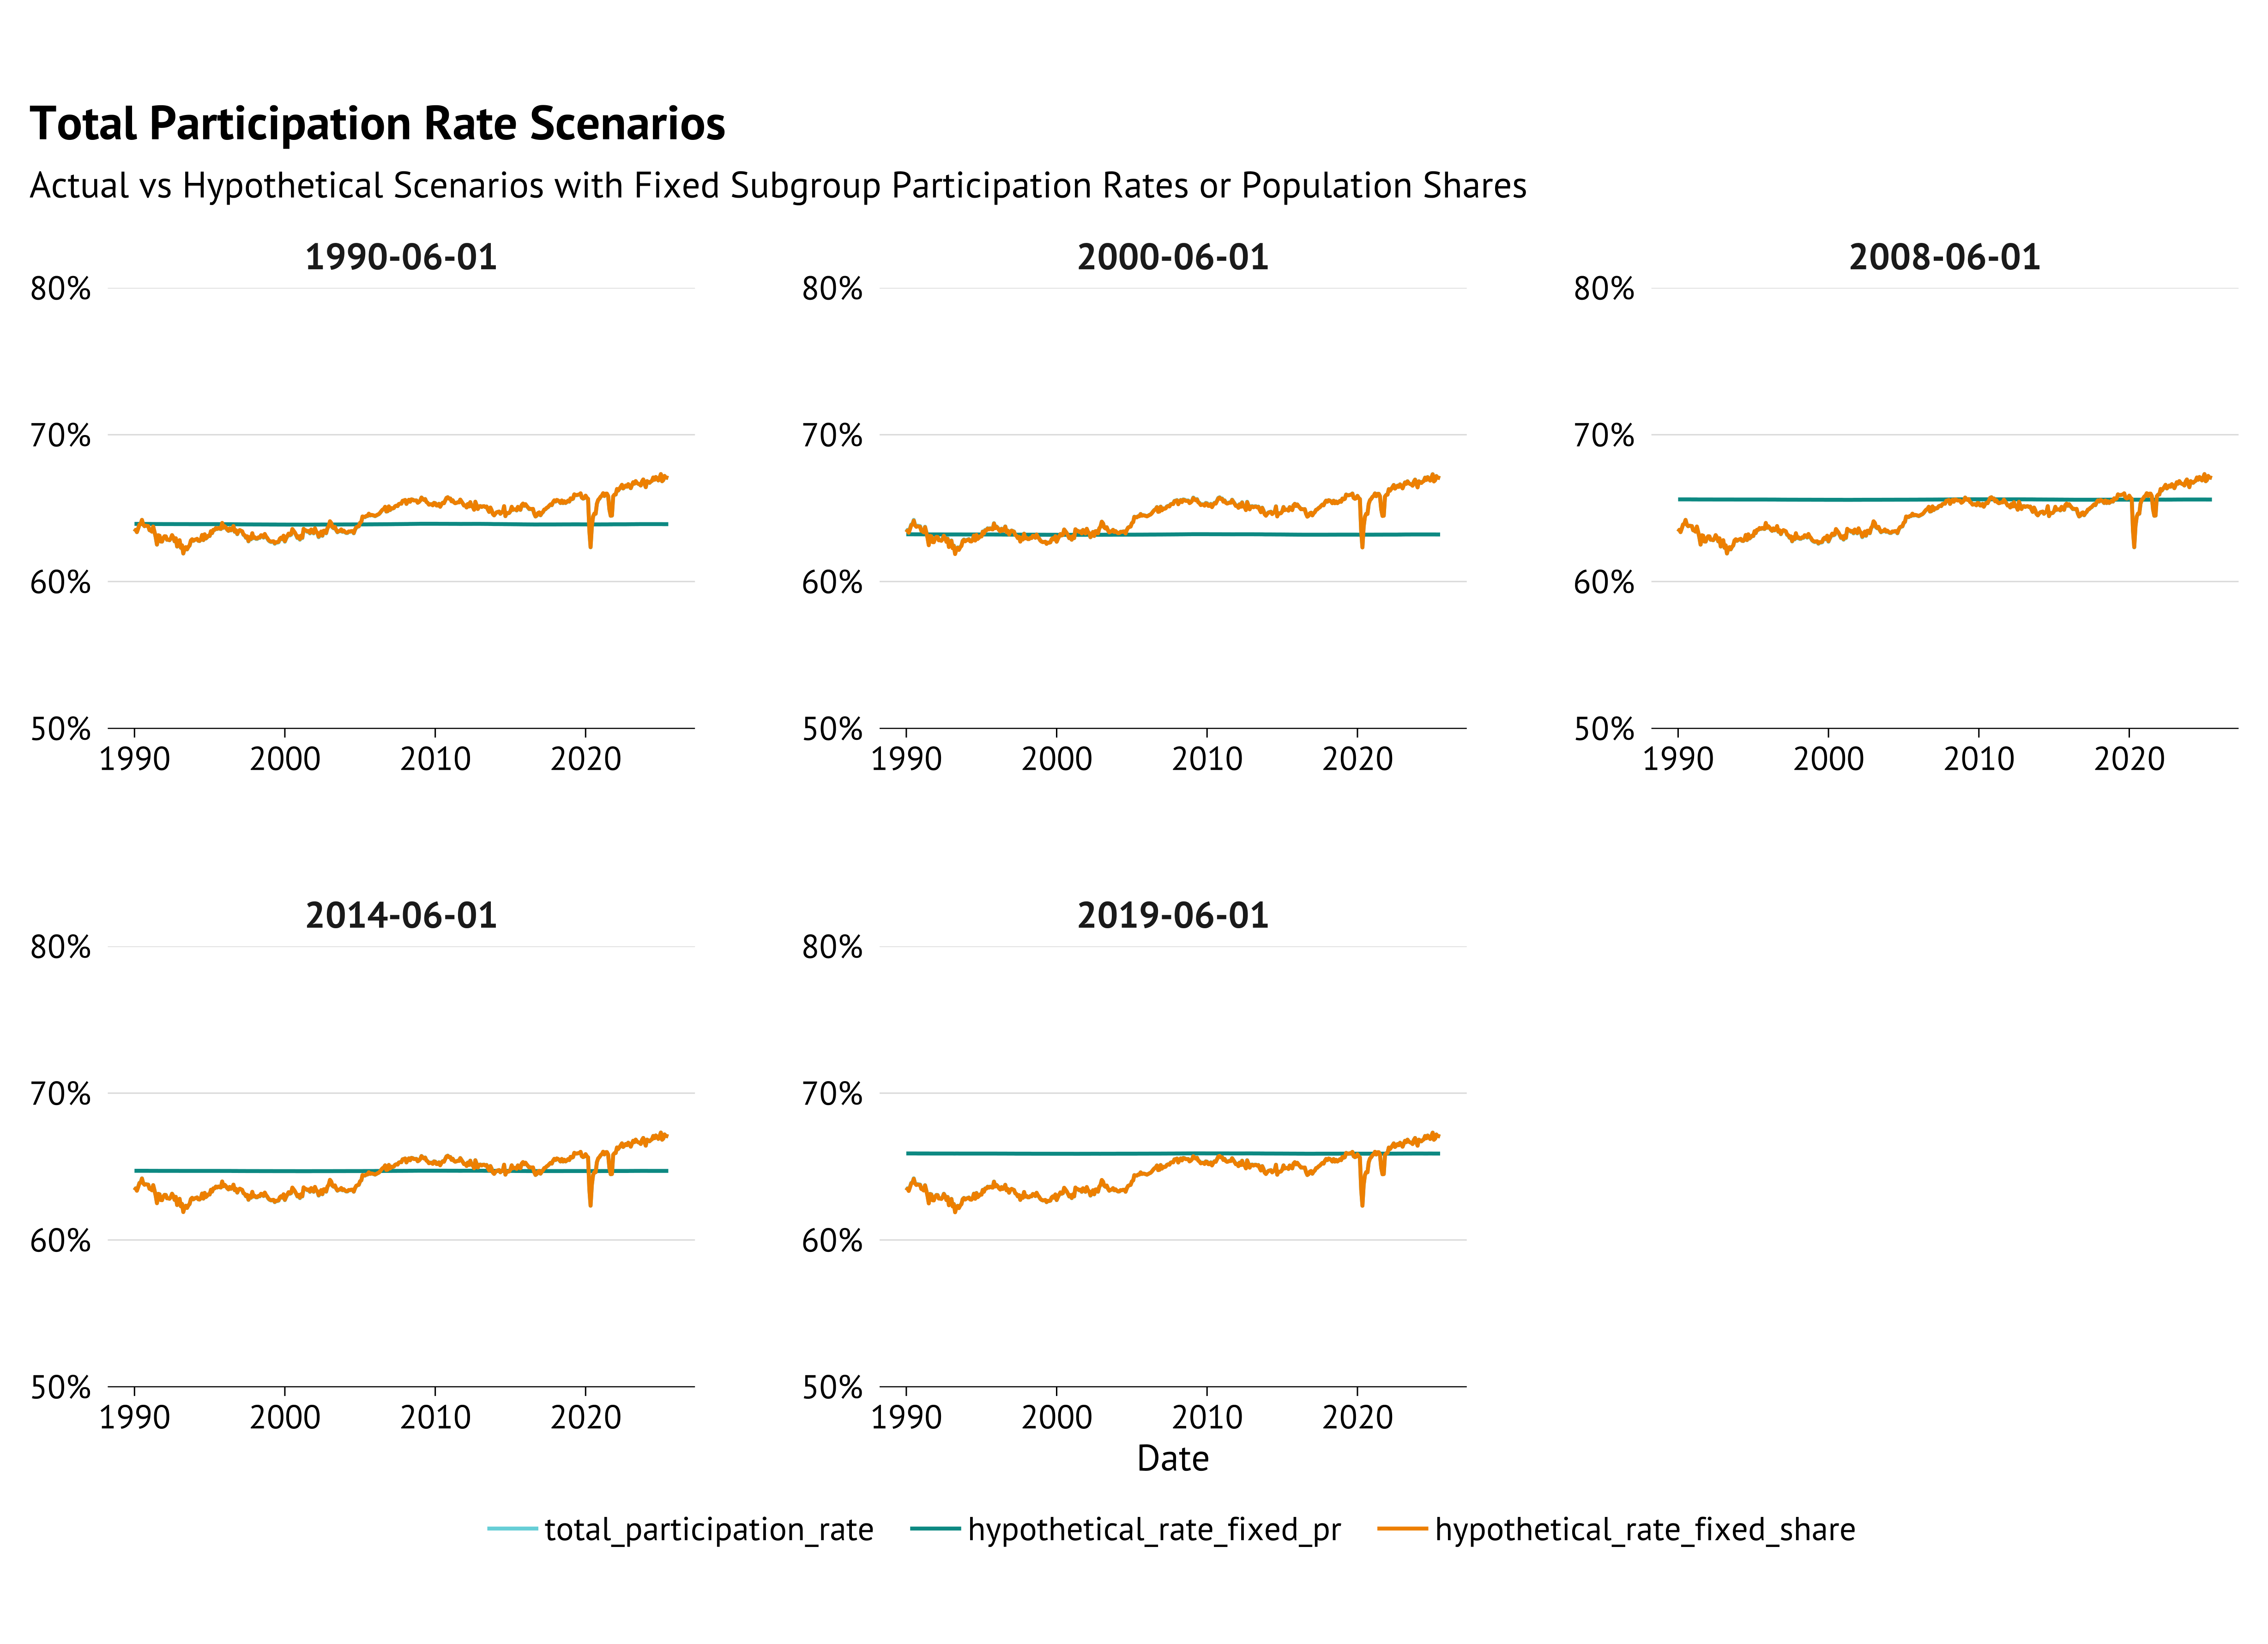 Total Participation Rate Scenarios
Actual vs Hypothetical Scenarios with Fixed Subgroup Participation Rates or Population Shares
1990-06-01
80%
70%
60%
50%
1990 2000 2010 2020
2000-06-01
80%
70%
60%
50%
1990 2000 2010 2020
2008-06-01
80%
70%
60%
50%
1990 2000 2010 2020
2014-06-01
80%
70%
60%
50%
1990 2000 2010 2020
2019-06-01
80%
70%
60%
50%
1990 2000 2010 2020
Date
total_participation_rate hypothetical_rate_fixed_pr hypothetical_rate_fixed_share